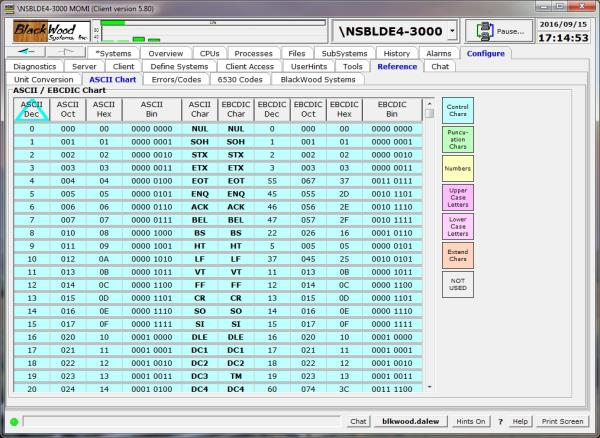 \NSBLDE4-3000 MOMI (Client version 5.80)
BlackWood
Systems, Inc.
\NSBLDE4-3000
Pause...
2016/09/15
17:14:53
*Systems Overview CPUs Processes Files SubSystems History Alarms Configure
Diagnostics Server Client Define Systems Client Access UserHints Tools Reference Chat
Unit Conversion ASCII Chart Errors/Codes 6530 Codes BlackWood Systems
ASCII / EBCDIC Chart
ASCII Dec ASCII Oct ASCII Hex ASCII Bin ASCII Char EBCDIC Char EBCDIC Dec EBCDIC Oct EBCDIC Hex EBCDIC Bin
0 000 00 0000 0000 NUL NUL 0 000 00 0000 0000
1 001 01 0000 0001 SOH SOH 1 001 01 0000 0001
2 002 02 0000 0010 STX STX 2 002 02 0000 0010
3 003 03 0000 0011 ETX ETX 3 003 03 0000 0011
4 004 04 0000 0100 EOT EOT 55 067 37 0011 0111
5 005 05 0000 0101 ENQ ENQ 45 055 2D 0010 1101
6 006 06 0000 0110 ACK ACK 46 056 2E 0010 1110
7 007 07 0000 0111 BEL BEL 47 057 2F 0010 1111
8 010 08 0000 1000 BS BS 22 026 16 0001 0110
9 011 09 0000 1001 HT HT 5 005 05 0000 0101
10 012 0A 0000 1010 LF LF 37 045 25 0010 0101
11 013 0B 0000 1011 VT VT 11 013 0B 0000 1011
12 014 0C 0000 1100 FF FF 12 014 0C 0000 1100
13 015 0D 0000 1101 CR CR 13 015 0D 0000 1101
14 016 0E 0000 1110 SO SO 14 016 0E 0000 1110
15 017 0F 0000 1111 SI SI 15 017 0F 0000 1111
16 020 10 0001 0000 DLE DLE 16 020 10 0001 0000
17 021 11 0001 0001 DC1 DC1 17 021 11 0001 0001
18 022 12 0001 0010 DC2 DC2 18 022 12 0001 0010
19 023 13 0001 0011 DC3 TM 19 023 13 0001 0011
20 024 14 0001 0100 DC4 DC4 60 074 3C 0011 1100
Control
Chars
Puncu-
ation
Chars
Numbers
Upper
Case
Letters
Lower
Case
Letters
Extend
Chars
NOT
USED
Chat blkwood.dalew Hints On ? Help Print Screen